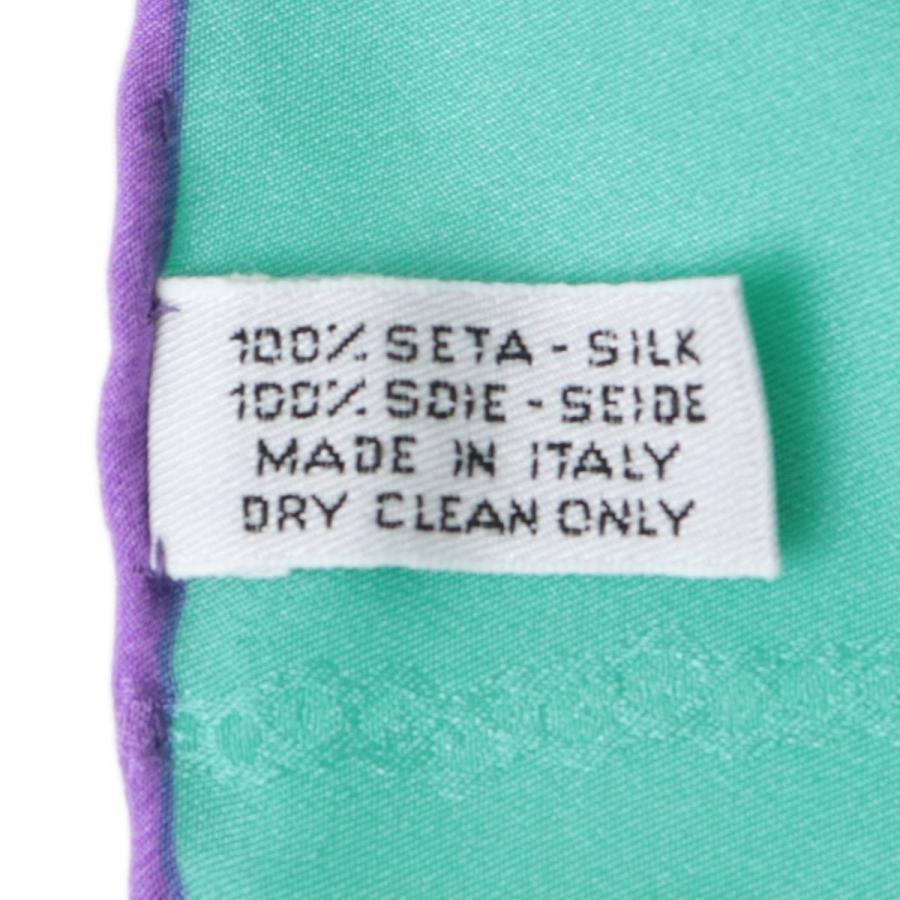 100% SETA - SILK
100% SOIE - SEIDE
MADE IN ITALY
DRY CLEAN ONLY